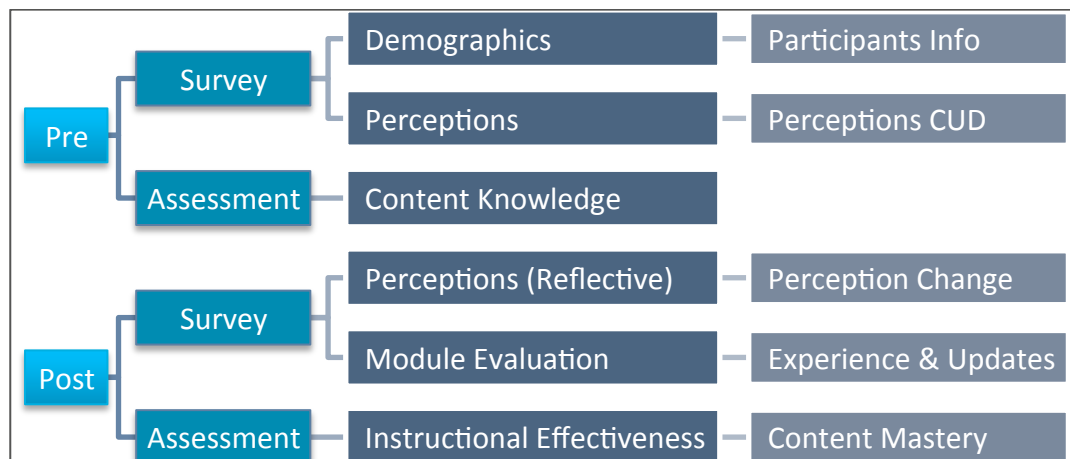 Pre
Survey
Demographics
Participants Info
Perceptions
Perceptions CUD
Assessment
Content Knowledge
Post
Survey
Perceptions (Reflective)
Perception Change
Module Evaluation
Experience & Updates
Assessment
Instructional Effectiveness
Content Mastery